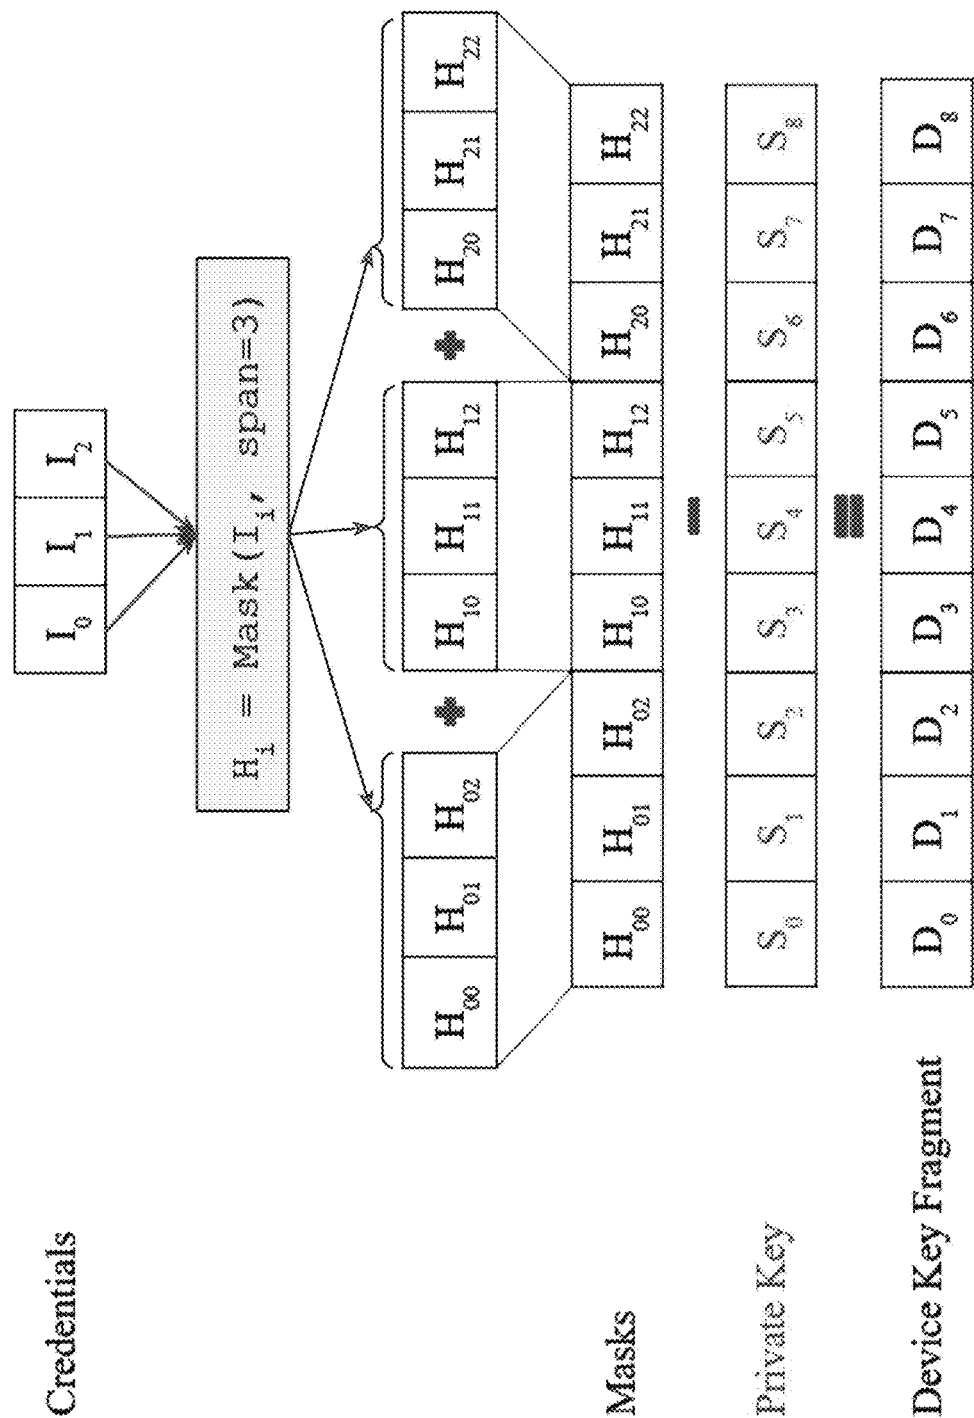 Credentials I₀ I₁ I₂
Hᵢ = Mask(Iᵢ, span=3)
H₀₀ H₀₁ H₀₂ + H₁₀ H₁₁ H₁₂ + H₂₀ H₂₁ H₂₂
Masks H₀₀ H₀₁ H₀₂ H₁₀ H₁₁ H₁₂ H₂₀ H₂₁ H₂₂
-
Private Key S₀ S₁ S₂ S₃ S₄ S₅ S₆ S₇ S₈
=
Device Key Fragment D₀ D₁ D₂ D₃ D₄ D₅ D₆ D₇ D₈